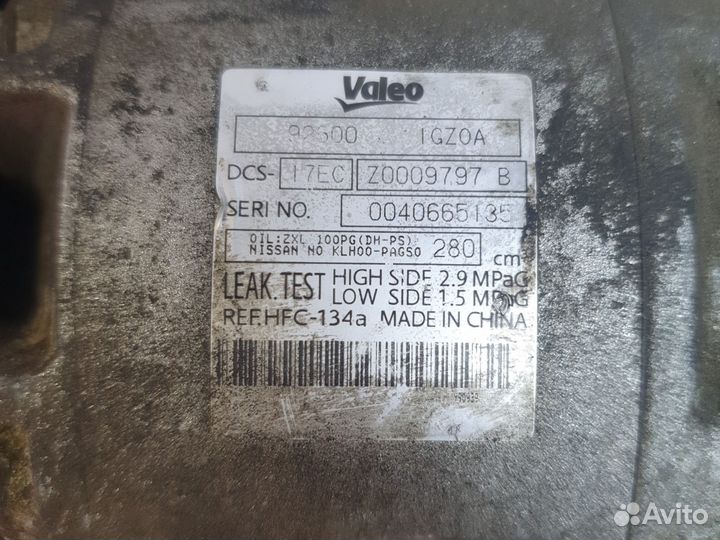 Valeo
92600 1GZ0A
DCS- 17EC Z0009797 B
SERI NO. 0040665135
OIL:ZXL 100PG(DH-PS)
NISSAN NO KLH00-PAGS0 280 cm
LEAK.TEST HIGH SIDE 2.9 MPaG
LOW SIDE 1.5 MPaG
REF.HFC-134a MADE IN CHINA
Avito